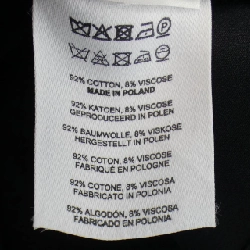 92% COTTON, 8% VISCOSE
MADE IN POLAND
92% KATOEN, 8% VISCOSE
GEPRODUCEERD IN POLEN
92% BAUMWOLLE, 8% VISKOSE
HERGESTELLT IN POLEN
92% COTON, 8% VISCOSE
FABRIQUÉ EN POLOGNE
92% COTONE, 8% VISCOSA
FABBRICATO IN POLONIA
92% ALGODÓN, 8% VISCOSA
FABRICADO EN POLONIA